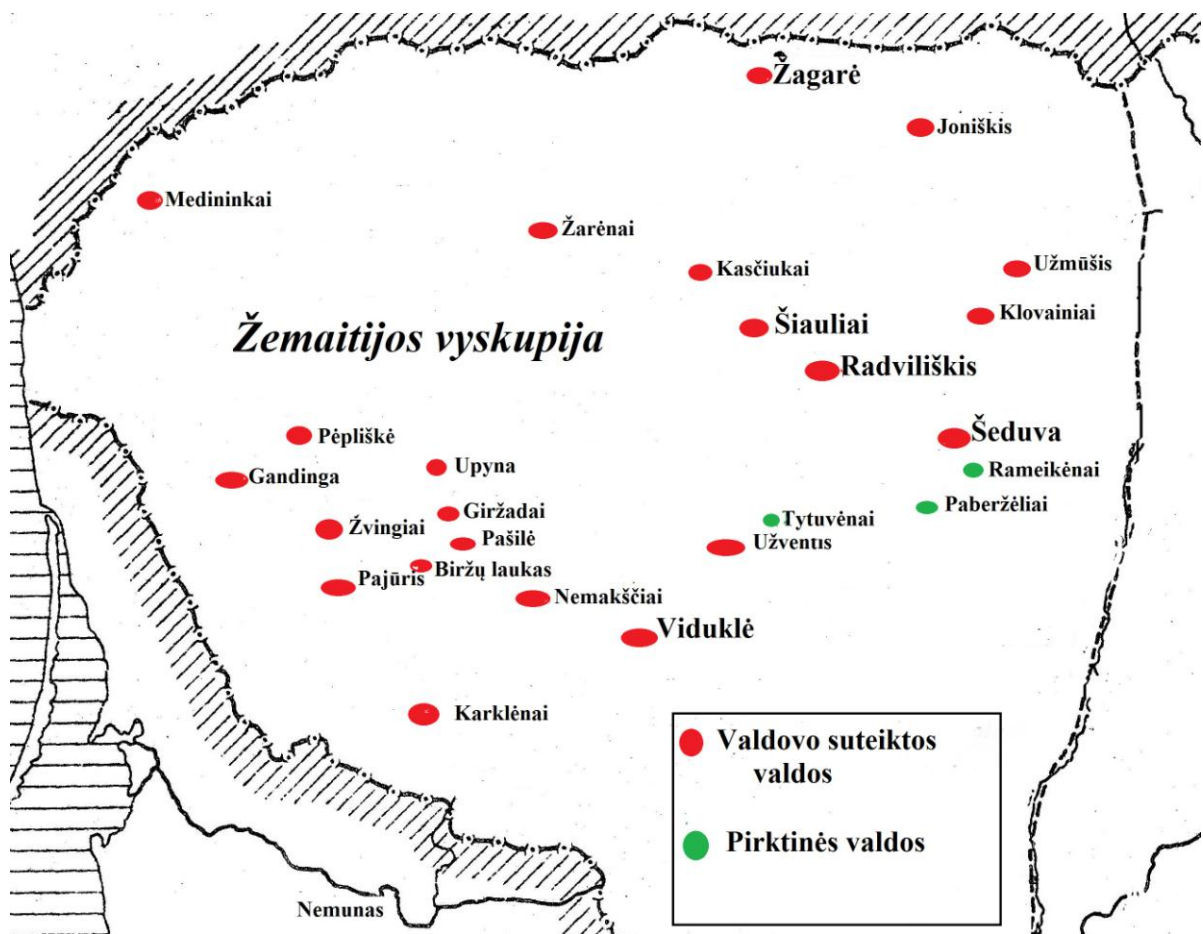 Žagarė
Joniškis
Medininkai
Žarėnai
Užmūšis
Kasčiukai
Klovainiai
Šiauliai
Žemaitijos vyskupija
Radviliškis
Šeduva
Pėpliškė
Upyna
Rameikėnai
Gandinga
Giržadai
Paberžėliai
Tytuvėnai
Žvingiai
Pašilė
Užventis
Biržų laukas
Pajūris
Nemakščiai
Viduklė
Karklėnai
Valdovo suteiktos
valdos
Pirktinės valdos
Nemunas